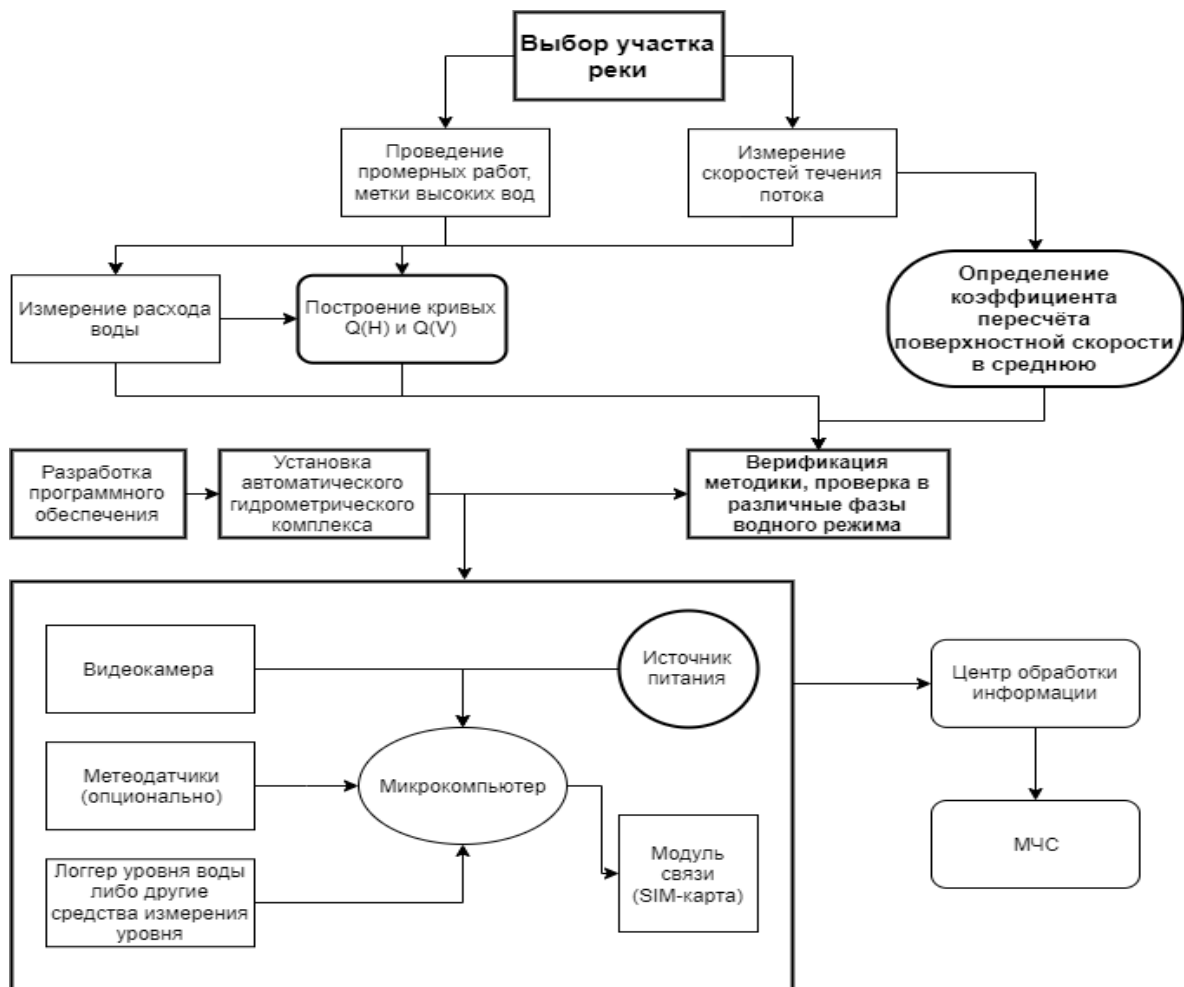 Выбор участка
реки
Проведение
промерных работ,
метки высоких вод
Измерение
скоростей течения
потока
Измерение расхода
воды
Построение кривых
Q(H) и Q(V)
Определение
коэффициента
пересчёта
поверхностной скорости
в среднюю
Разработка
программного
обеспечения
Установка
автоматического
гидрометрического
комплекса
Верификация
методики, проверка в
различные фазы
водного режима
Видеокамера
Источник
питания
Центр обработки
информации
Метеодатчики
(опционально)
Микрокомпьютер
МЧС
Логгер уровня воды
либо другие
средства измерения
уровня
Модуль
связи
(SIM-карта)